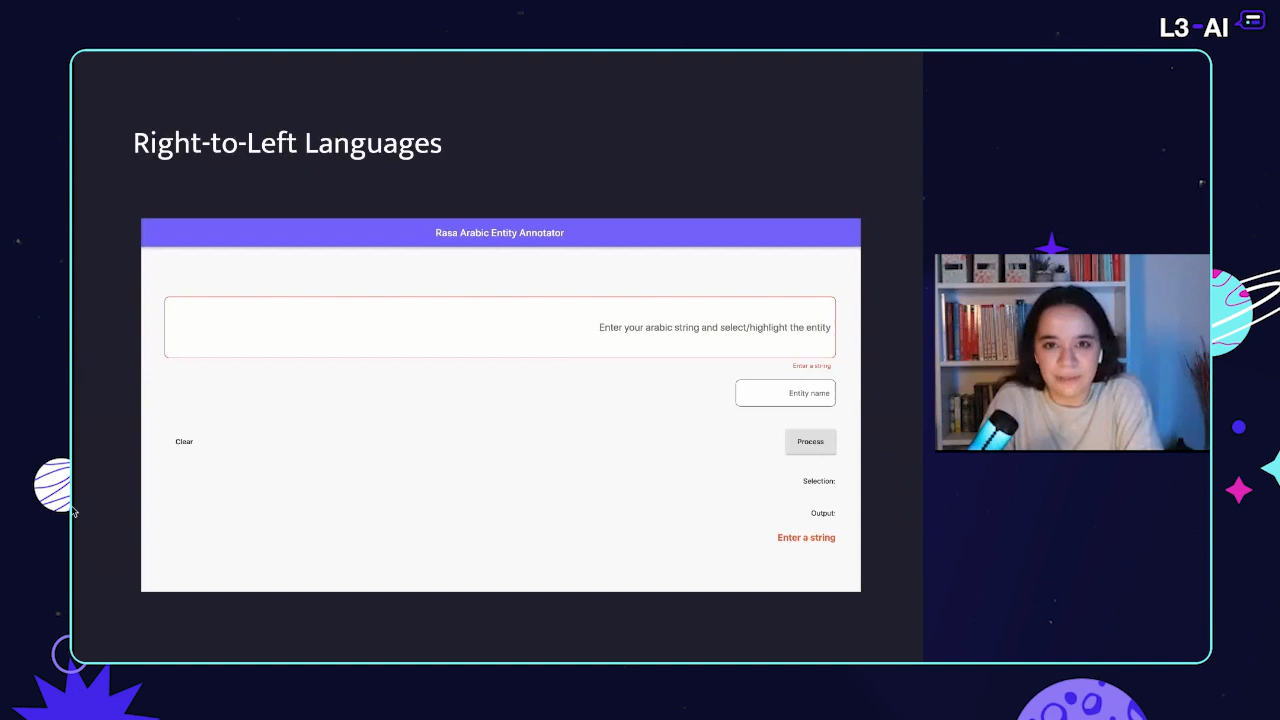 L3-AI
Right-to-Left Languages
Rasa Arabic Entity Annotator
Enter your arabic string and select/highlight the entity
Enter a string
Entity name
Clear
Process
Selection:
Output:
Enter a string